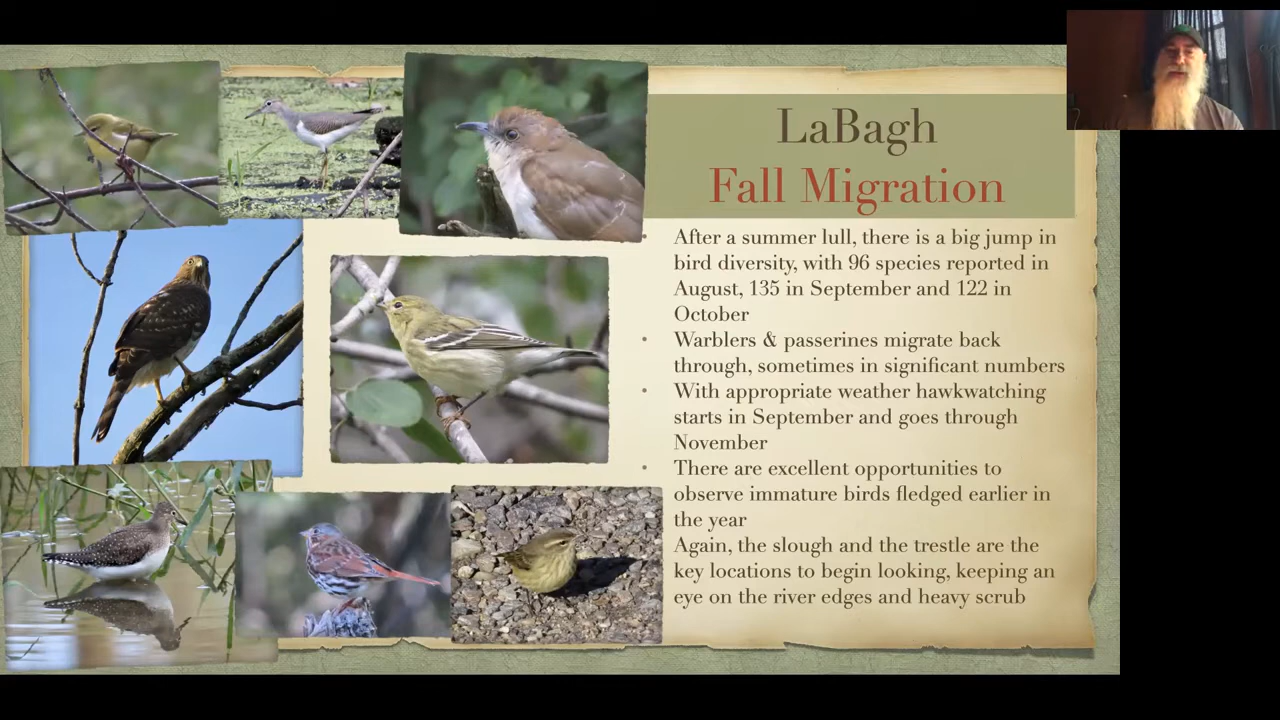 LaBagh
Fall Migration
• After a summer lull, there is a big jump in
bird diversity, with 96 species reported in
August, 135 in September and 122 in
October
• Warblers & passerines migrate back
through, sometimes in significant numbers
• With appropriate weather hawkwatching
starts in September and goes through
November
• There are excellent opportunities to
observe immature birds fledged earlier in
the year
Again, the slough and the trestle are the
key locations to begin looking, keeping an
eye on the river edges and heavy scrub